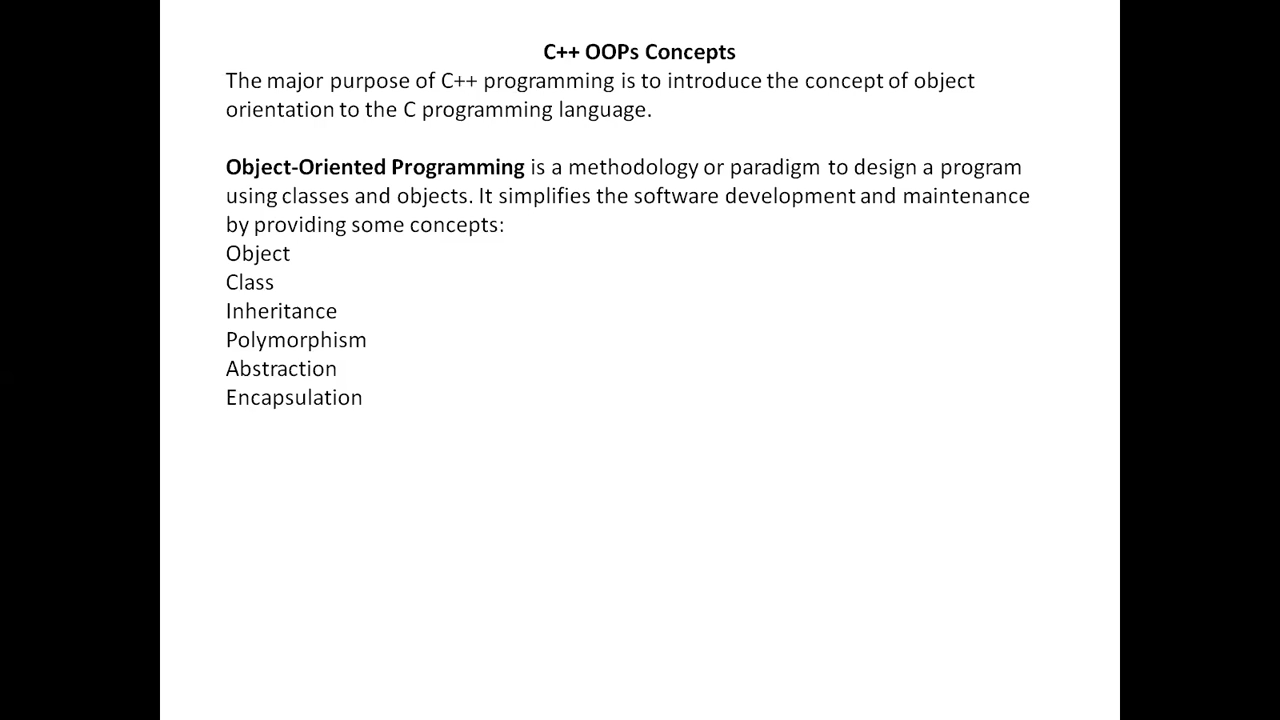 C++ OOPs Concepts
The major purpose of C++ programming is to introduce the concept of object
orientation to the C programming language.
Object-Oriented Programming is a methodology or paradigm to design a program
using classes and objects. It simplifies the software development and maintenance
by providing some concepts:
Object
Class
Inheritance
Polymorphism
Abstraction
Encapsulation